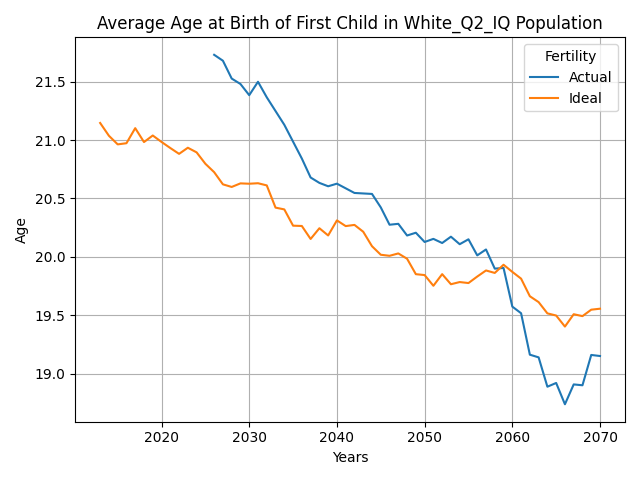 Average Age at Birth of First Child in White_Q2_IQ Population
Fertility
Actual
Ideal
Age
21.5
21.0
20.5
20.0
19.5
19.0
2020 2030 2040 2050 2060 2070
Years